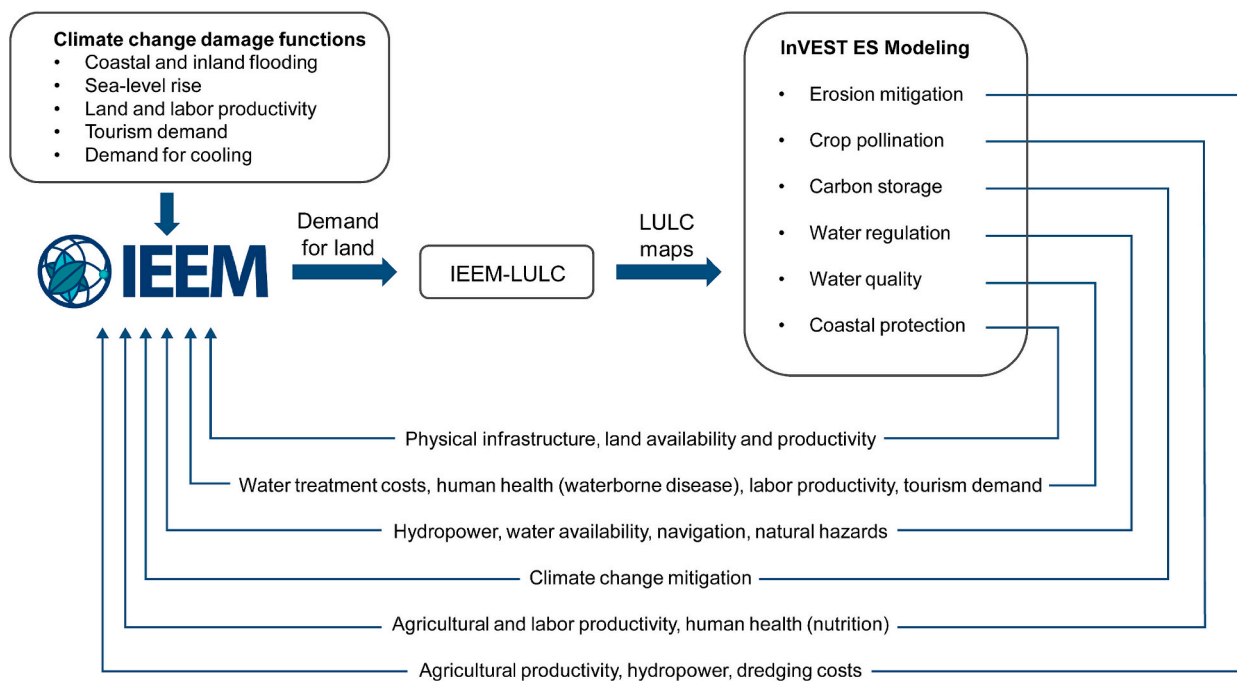 Climate change damage functions
• Coastal and inland flooding
• Sea-level rise
• Land and labor productivity
• Tourism demand
• Demand for cooling
IEEM
Demand
for land
IEEM-LULC
LULC
maps
InVEST ES Modeling
• Erosion mitigation
• Crop pollination
• Carbon storage
• Water regulation
• Water quality
• Coastal protection
Physical infrastructure, land availability and productivity
Water treatment costs, human health (waterborne disease), labor productivity, tourism demand
Hydropower, water availability, navigation, natural hazards
Climate change mitigation
Agricultural and labor productivity, human health (nutrition)
Agricultural productivity, hydropower, dredging costs